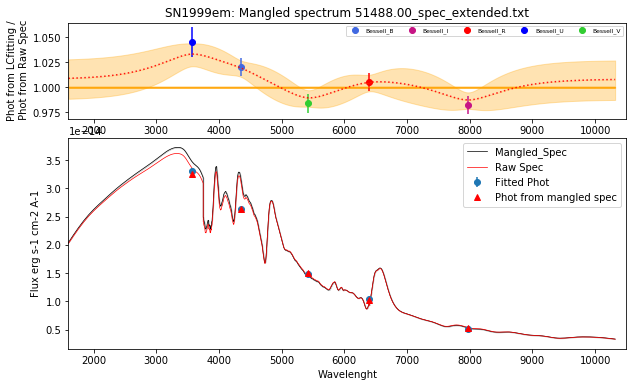 SN1999em: Mangled spectrum 51488.00_spec_extended.txt
Phot from LCfitting /
Phot from Raw Spec
1.050
1.025
1.000
0.975
Bessell_B
Bessell_I
Bessell_R
Bessell_U
Bessell_V
2000 3000 4000 5000 6000 7000 8000 9000 10000
Flux erg s-1 cm-2 A-1
3.5
3.0
2.5
2.0
1.5
1.0
0.5
Mangled_Spec
Raw Spec
Fitted Phot
Phot from mangled spec
2000 3000 4000 5000 6000 7000 8000 9000 10000
Wavelenght